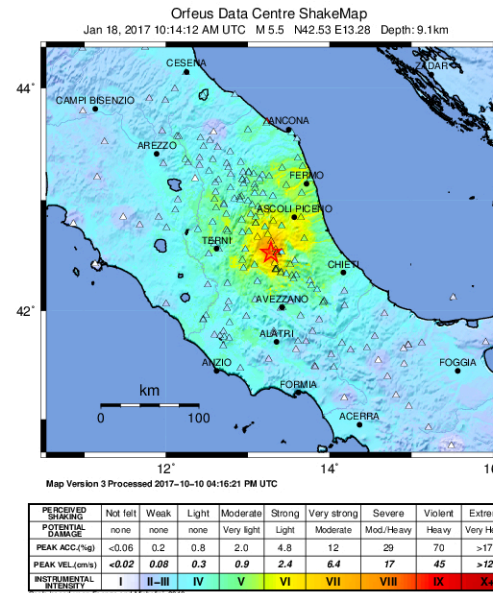 Orfeus Data Centre ShakeMap
Jan 18, 2017 10:14:12 AM UTC M 5.5 N42.53 E13.28 Depth: 9.1km
44˚
42˚
CESENA
ZADAR
CAMPI BISENZIO
ANCONA
AREZZO
FERMO
ASCOLI PICENO
TERNI
CHIETI
AVEZZANO
ALATRI
ANZIO
FOGGIA
FORMIA
ACERRA
km
0 100
12˚ 14˚ 16
Map Version 3 Processed 2017-10-10 04:16:21 PM UTC
PERCEIVED SHAKING Not felt Weak Light Moderate Strong Very strong Severe Violent Extre
POTENTIAL DAMAGE none none none Very light Light Moderate Mod./Heavy Heavy Very He
PEAK ACC.(%g) <0.06 0.2 0.8 2.0 4.8 12 29 70 >17
PEAK VEL.(cm/s) <0.02 0.08 0.3 0.9 2.4 6.4 17 45 >12
INSTRUMENTAL INTENSITY I II-III IV V VI VII VIII IX X+